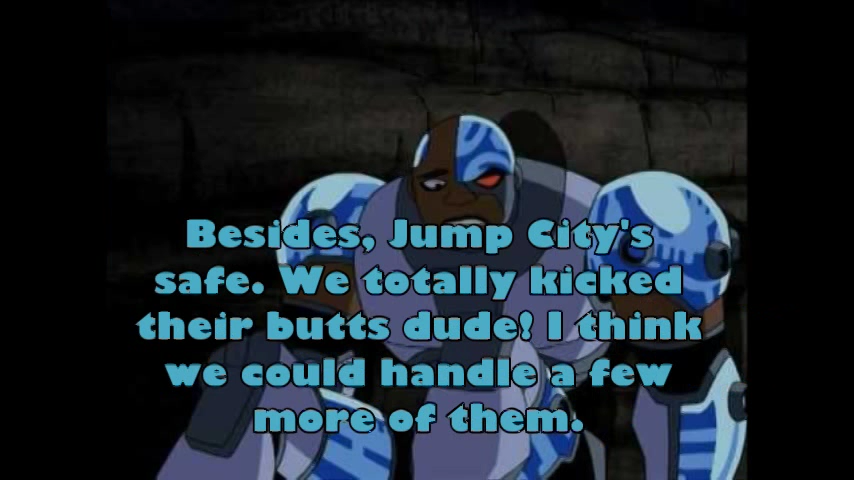 Besides, Jump City's
safe. We totally kicked
their butts dude! I think
we could handle a few
more of them.